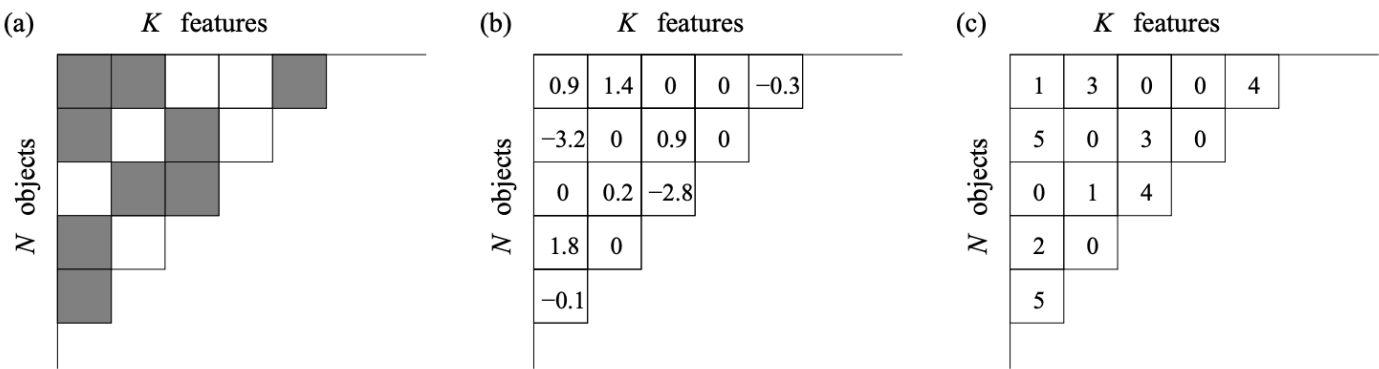 (a) K features
N objects
(b) K features
N objects
0.9 1.4 0 0 −0.3
−3.2 0 0.9 0
0 0.2 −2.8
1.8 0
−0.1
(c) K features
N objects
1 3 0 0 4
5 0 3 0
0 1 4
2 0
5